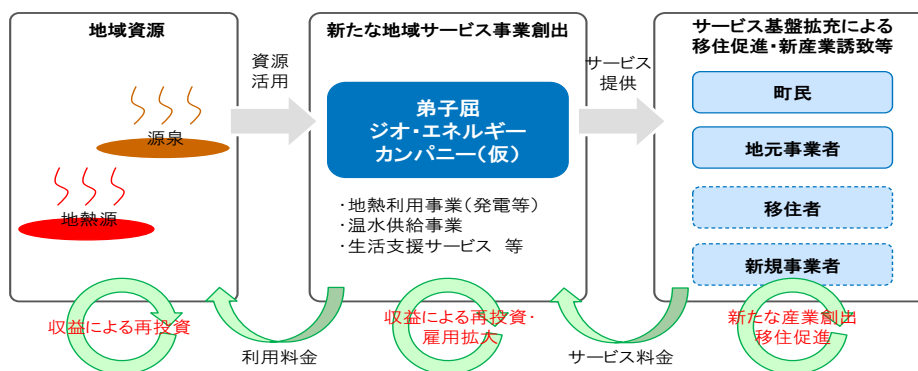 地域資源
源泉
地熱源
収益による再投資
資源
活用
利用料金
新たな地域サービス事業創出
弟子屈
ジオ・エネルギー
カンパニー(仮)
・地熱利用事業(発電等)
・温水供給事業
・生活支援サービス 等
収益による再投資・
雇用拡大
サービス
提供
サービス料金
サービス基盤拡充による
移住促進・新産業誘致等
町民
地元事業者
移住者
新規事業者
新たな産業創出
移住促進